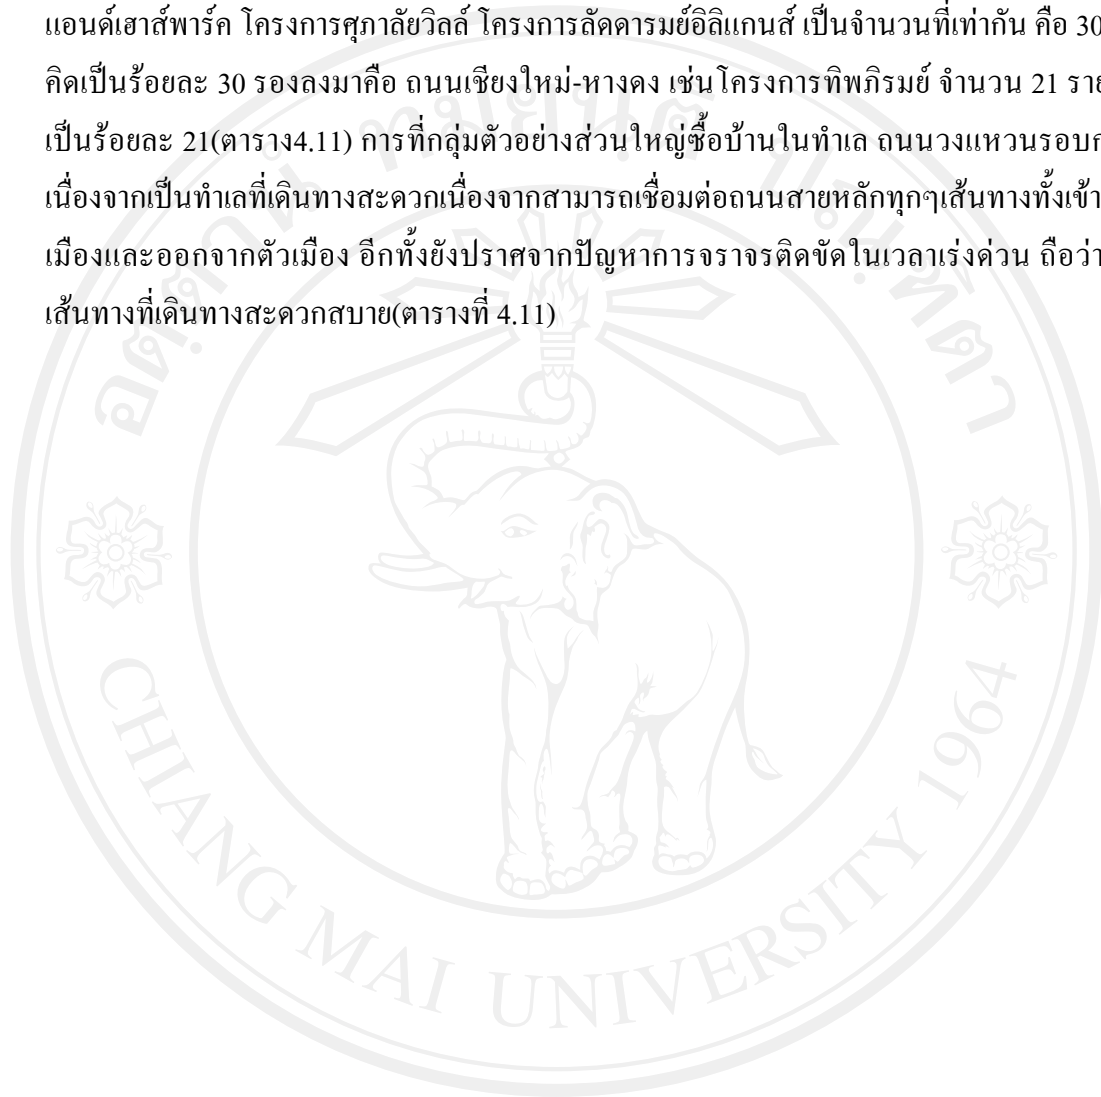 แอนด์เฮาส์พาร์ค โครงการศุภาลัยวิลล์ โครงการลัดดารมย์อิลิแกนส์ เป็นจำนวนที่เท่ากัน คือ 30
คิดเป็นร้อยละ 30 รองลงมาคือ ถนนเชียงใหม่-หางดง เช่นโครงการทิพภิรมย์ จำนวน 21 ราย
เป็นร้อยละ 21(ตาราง4.11) การที่กลุ่มตัวอย่างส่วนใหญ่ซื้อบ้านในทำเล ถนนวงแหวนรอบก
เนื่องจากเป็นทำเลที่เดินทางสะดวกเนื่องจากสามารถเชื่อมต่อถนนสายหลักทุกๆเส้นทางทั้งเข้า
เมืองและออกจากตัวเมือง อีกทั้งยังปราศจากปัญหาการจราจรติดขัดในเวลาเร่งด่วน ถือว่า
เส้นทางที่เดินทางสะดวกสบาย(ตารางที่ 4.11)
อตฺตานํ ทมยนฺติ ปณฺฑิตา
CHIANG MAI UNIVERSITY 1964